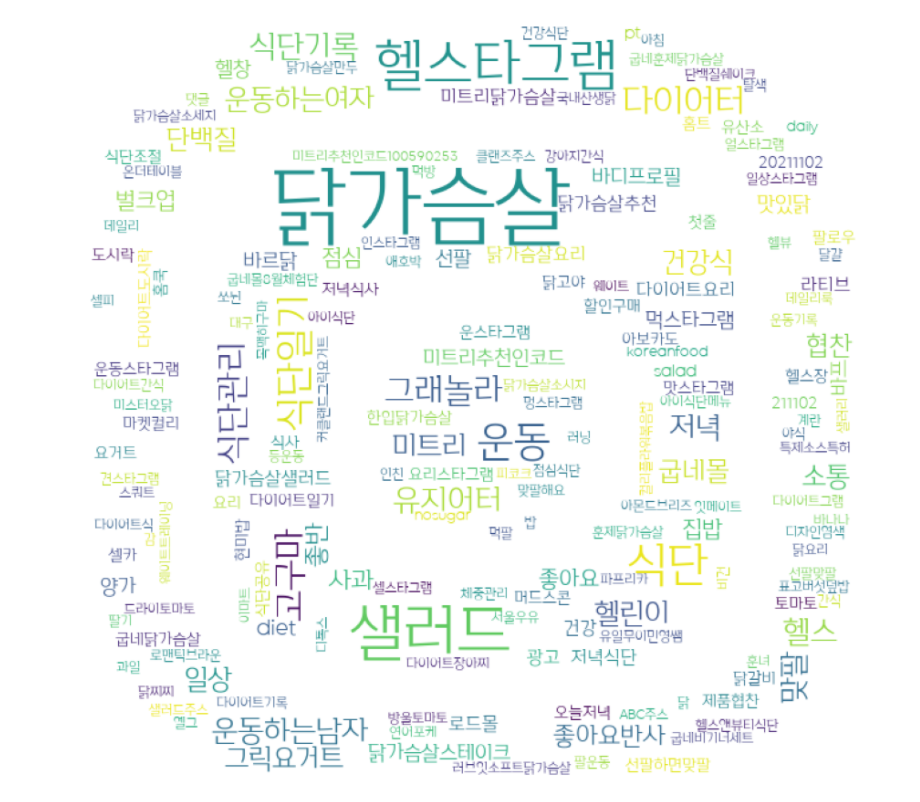 건강식단
pt
아침
식단기록
헬스타그램
굽네훈제닭가슴살
헬창
닭가슴살만두
단백질쉐이크
탈색
댓글
운동하는여자
미트리닭가슴살
국내산생닭
다이어터
닭가슴살소세지
단백질
홈트
유산소
daily
얼스타그램
식단조절
온더테이블
미트리추천인코드100590253
먹방
클랜즈주스
강아지간식
바디프로필
20211102
일상스타그램
벌크업
닭가슴살
닭가슴살추천
맛있닭
데일리
첫줄
도시락
다이어트도시락
홈쿡
바르닭
점심
인스타그램
애호박
선팔
닭가슴살요리
건강식
헬뷰
팔로우
달걀
셀피
굽네몰8월체험단
쏘뉜
저녁식사
닭고야
웨이트
다이어트요리
라티브
데일리룩
할인구매
대구
아이식단
식단일기
운스타그램
아보카도
먹스타그램
운동기록
식단관리
미트리추천인코드
koreanfood
협찬
운동스타그램
salad
비비
헬스장
다이어트간식
그래놀라
닭가슴살소시지
맛스타그램
멍스타그램
아이식단메뉴
미스터오닭
마켓컬리
한입닭가슴살
저녁
211102
계란
샐러리
야식
요거트
식사
등운동
미트리
운동
러닝
특제소스특허
견스타그램
스쿼트
닭가슴살샐러드
인친
요리스타그램
피코크
점심식단
굽네몰
소통
요리
다이어트일기
유지어터
맞팔해요
아몬드브리즈
잇메이트
다이어트그램
nosugar
바나나
다이어트식
현미밥
먹팔
밥
훈제닭가슴살
집밥
디자인형색
셀카
고구마
닭요리
양가
식단공유
이마트
사과
셀스타그램
좋아요
파프리카
식단
비건
선팔맞팔
표고버섯덮밥
체중관리
머드스콘
드라이토마토
헬린이
토마토
간식
딸기
diet
디톡스
샐러드
서울우유
건강
유일무이민형쌤
굽네닭가슴살
헬스
로맨틱브라운
과일
다이어트장아찌
광고
저녁식단
훈녀
닭갈비
맞팔
닭찌찌
일상
다이어트기록
닭
제품협찬
샐러드주스
방울토마토
연어포케
로드몰
오늘저녁
ABC주스
헬스앤뷰티식단
운동하는남자
좋아요반사
굽네비기너세트
그릭요거트
닭가슴살스테이크
러브잇소프트닭가슴살
팔운동
선팔하면맞팔